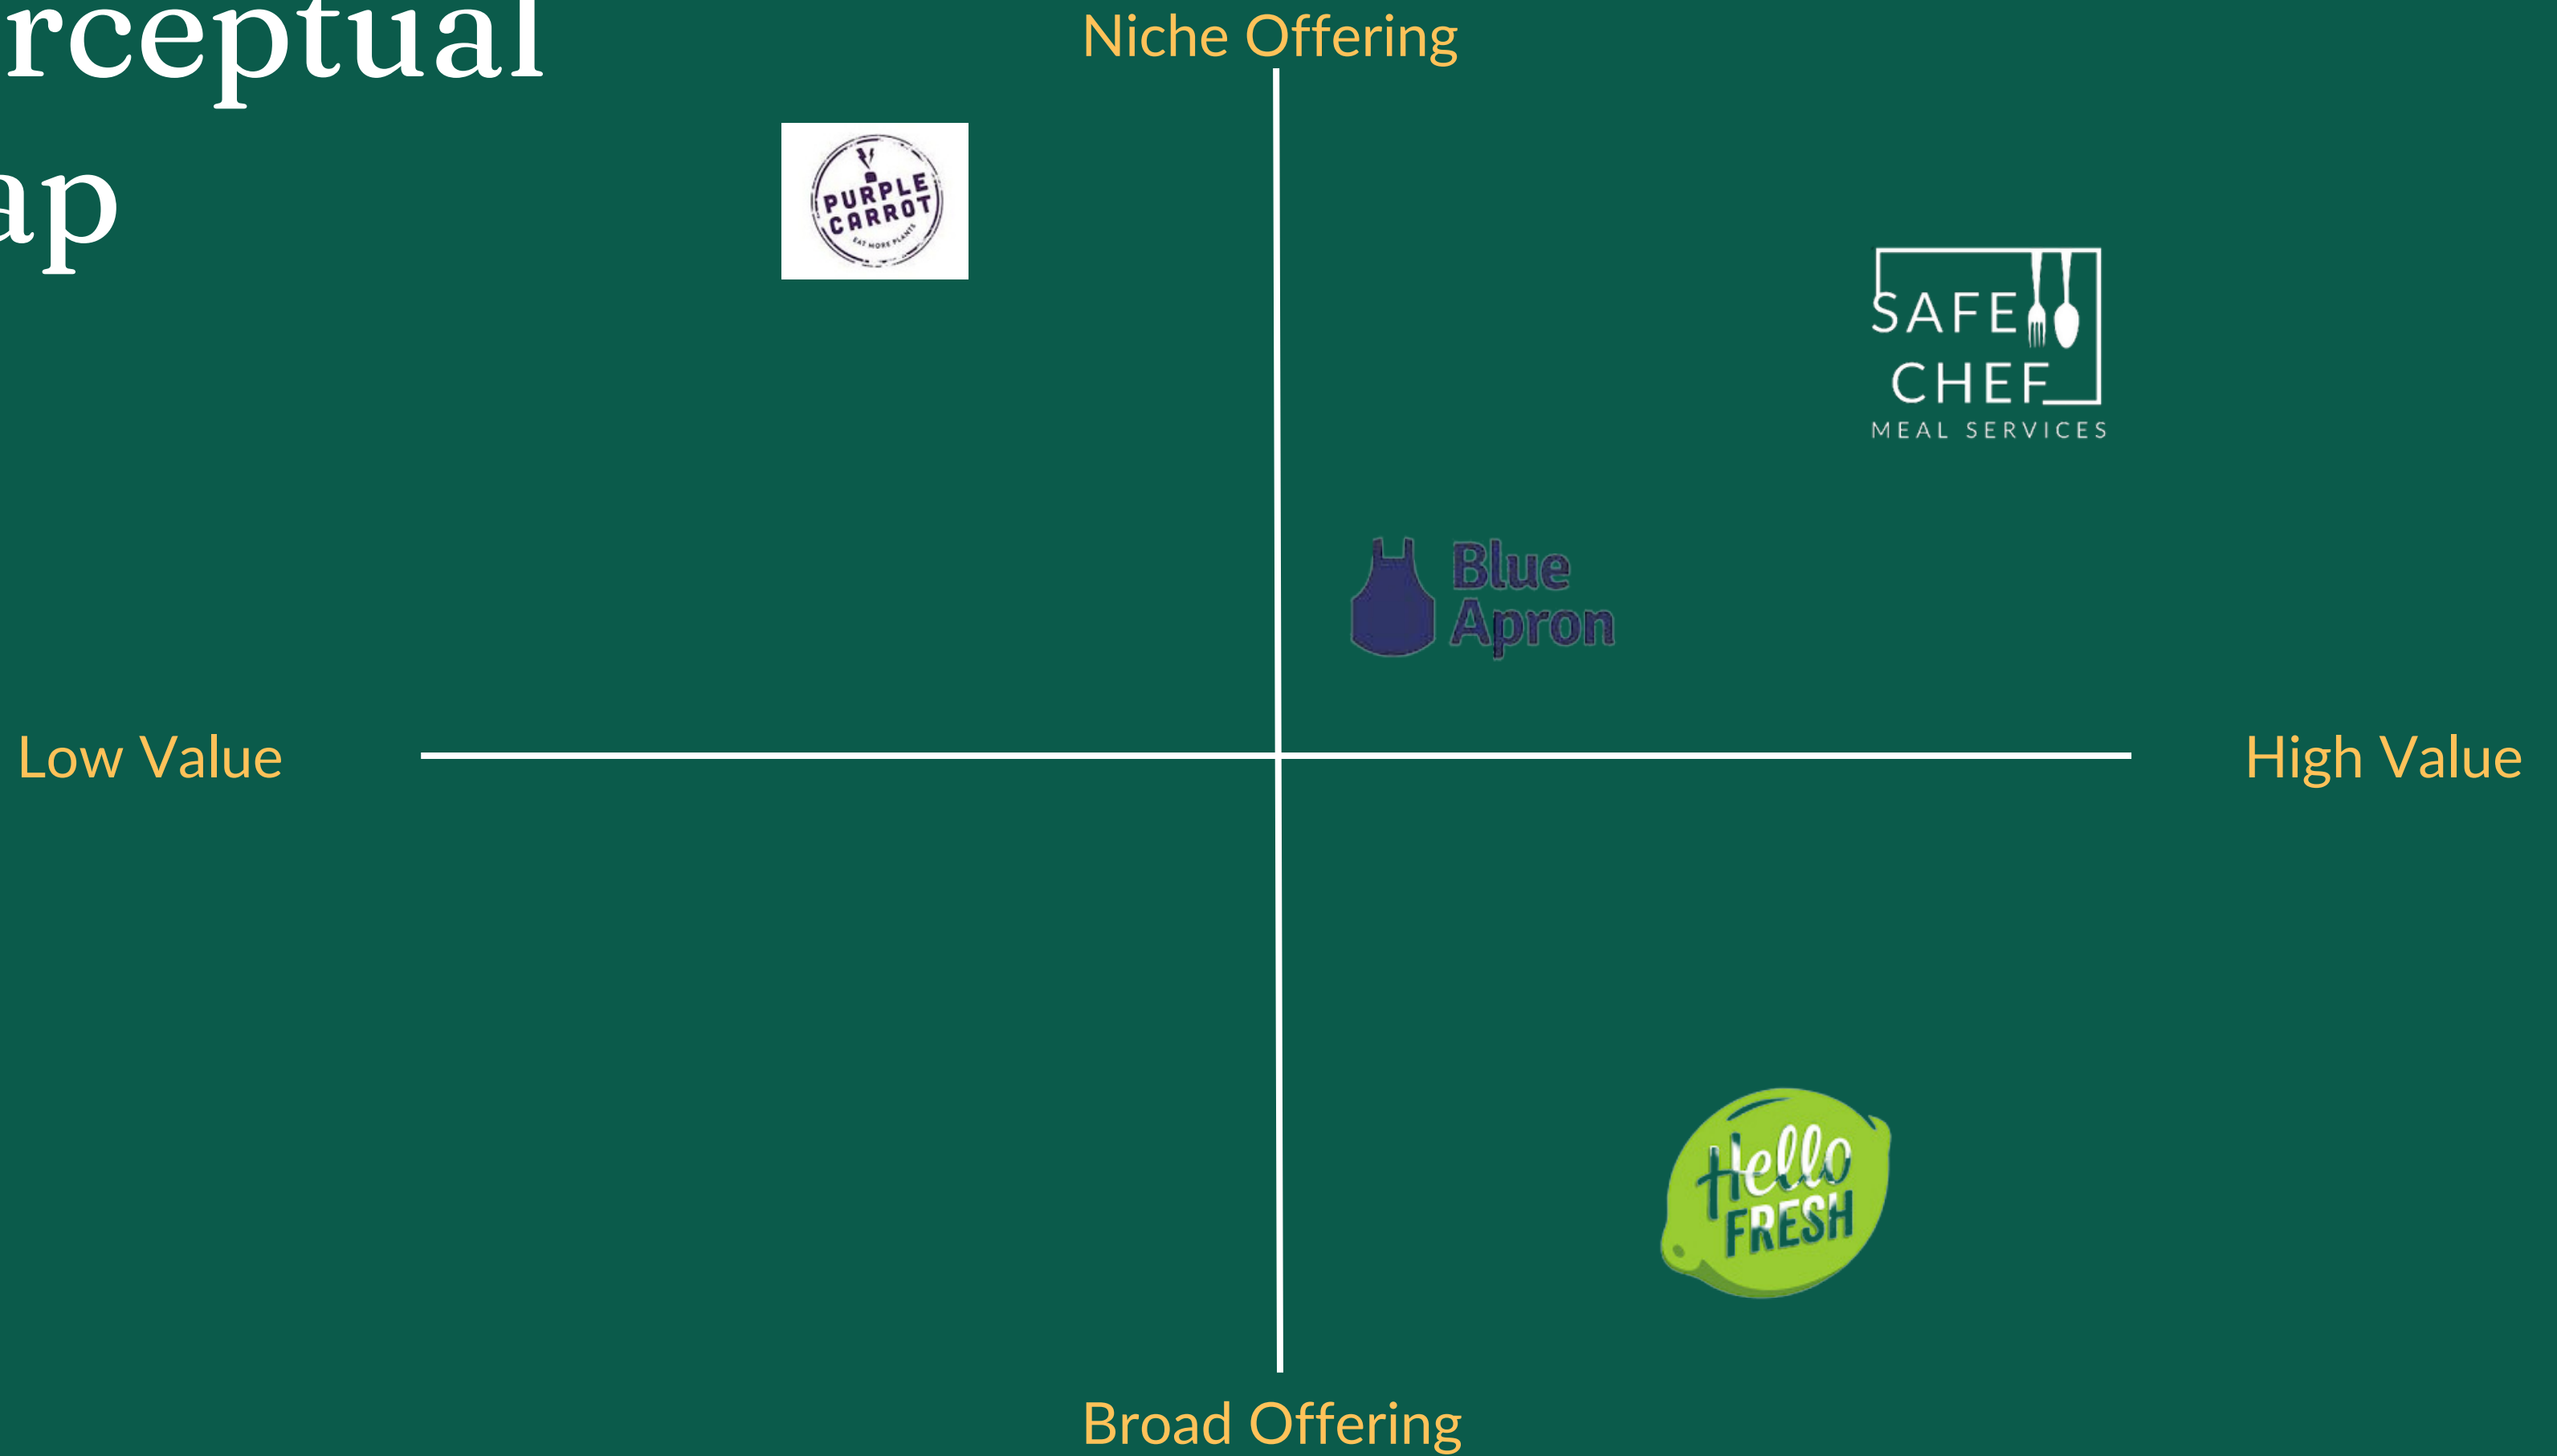 rceptual
ap
Niche Offering
PURPLE
CARROT
EAT MORE PLANTS
SAFE
CHEF
MEAL SERVICES
Blue
Apron
Low Value
High Value
Hello
FRESH
Broad Offering